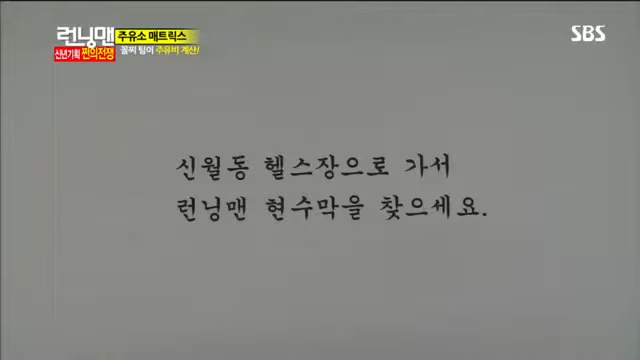 런닝맨 주유소 매트릭스 SBS
신년기획 쩐의전쟁 꼴찌 팀이 주유비 계산!
신월동 헬스장으로 가서
런닝맨 현수막을 찾으세요.